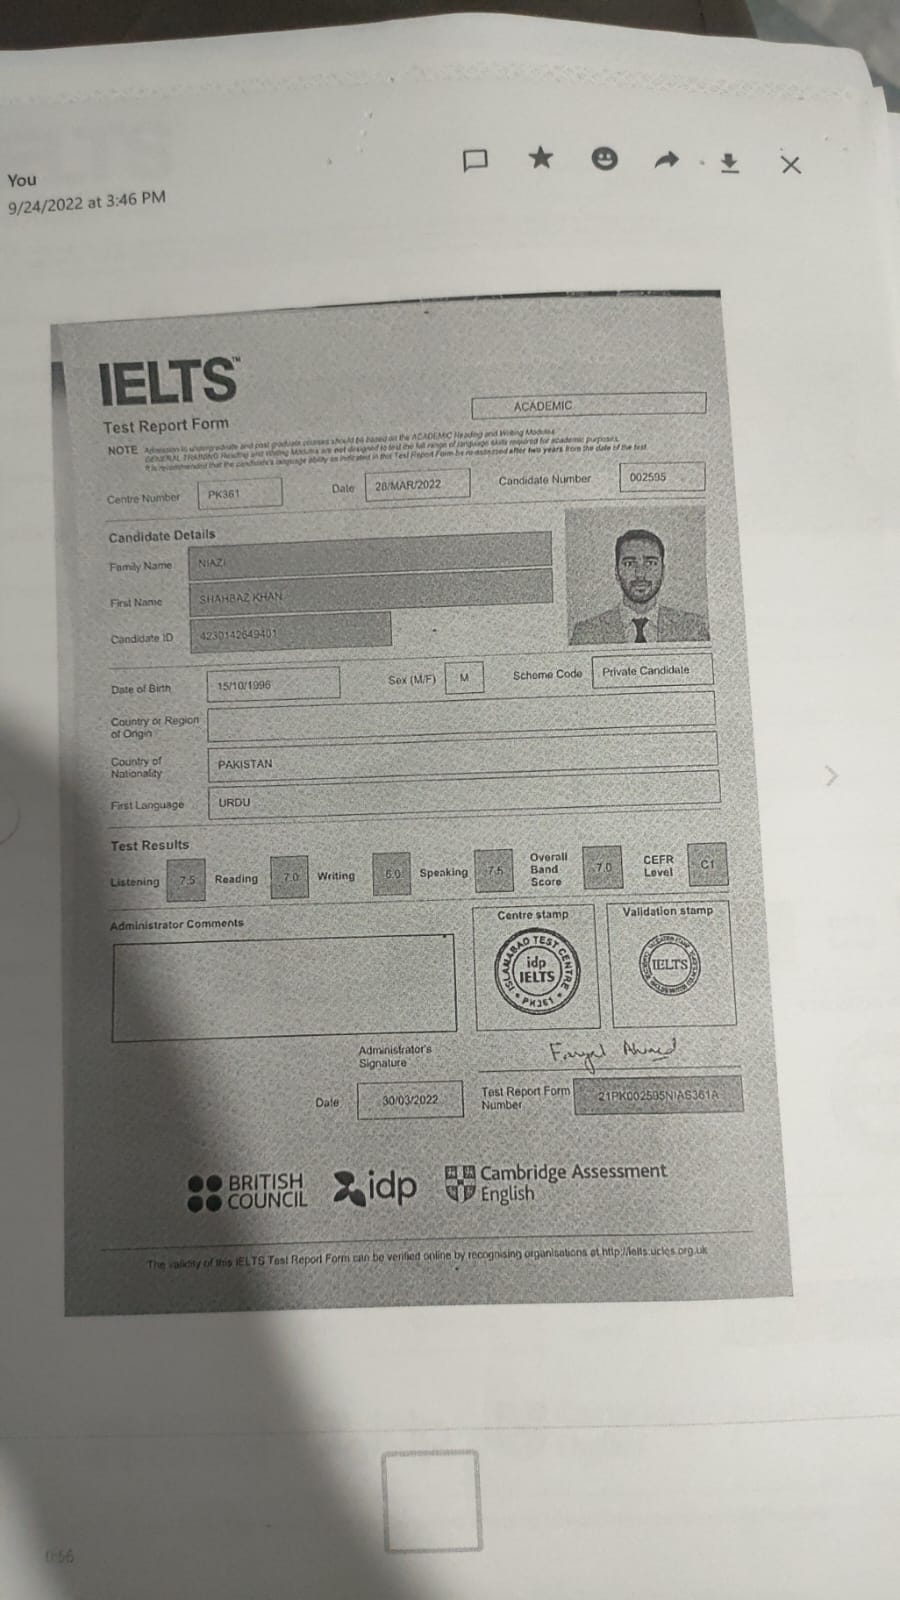 You
9/24/2022 at 3:46 PM
IELTS™
Test Report Form
ACADEMIC
NOTE Admission to undergraduate and post graduate courses should be based on the ACADEMIC Reading and Writing Modules.
GENERAL TRAINING Reading and Writing Modules are not designed to test the full range of language skills required for academic purposes.
It is recommended that the candidate's language ability as indicated in this Test Report Form be re-assessed after two years from the date of the test.
Centre Number PK361 Date 28/MAR/2022 Candidate Number 002595
Candidate Details
Family Name NIAZI
First Name SHAHBAZ KHAN
Candidate ID 4230142649401
Date of Birth 15/10/1996 Sex (M/F) M Scheme Code Private Candidate
Country or Region
of Origin
Country of
Nationality PAKISTAN
First Language URDU
Test Results
Listening 7.5 Reading 7.0 Writing 6.0 Speaking 7.5 Overall Band Score 7.0 CEFR Level C1
Administrator Comments
Centre stamp
Validation stamp
ISLAMABAD TEST CENTRE
idp
IELTS
PK361
IELTS
Administrator's
Signature
Date 30/03/2022
Test Report Form
Number 21PK002595NIAS361A
BRITISH
COUNCIL
idp
Cambridge Assessment
English
The validity of this IELTS Test Report Form can be verified online by recognising organisations at http://ielts.ucles.org.uk
0:56